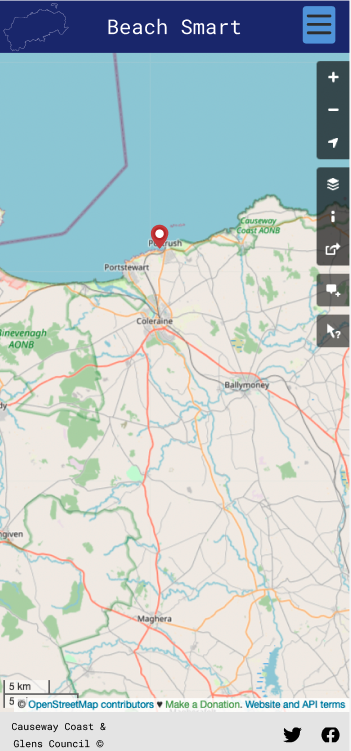 Beach Smart
Causeway
Coast AONB
Portrush
Portstewart
Coleraine
Binevenagh
AONB
Ballymoney
Maghera
5 km
5
© OpenStreetMap contributors ♥ Make a Donation. Website and API terms
Causeway Coast &
Glens Council ©